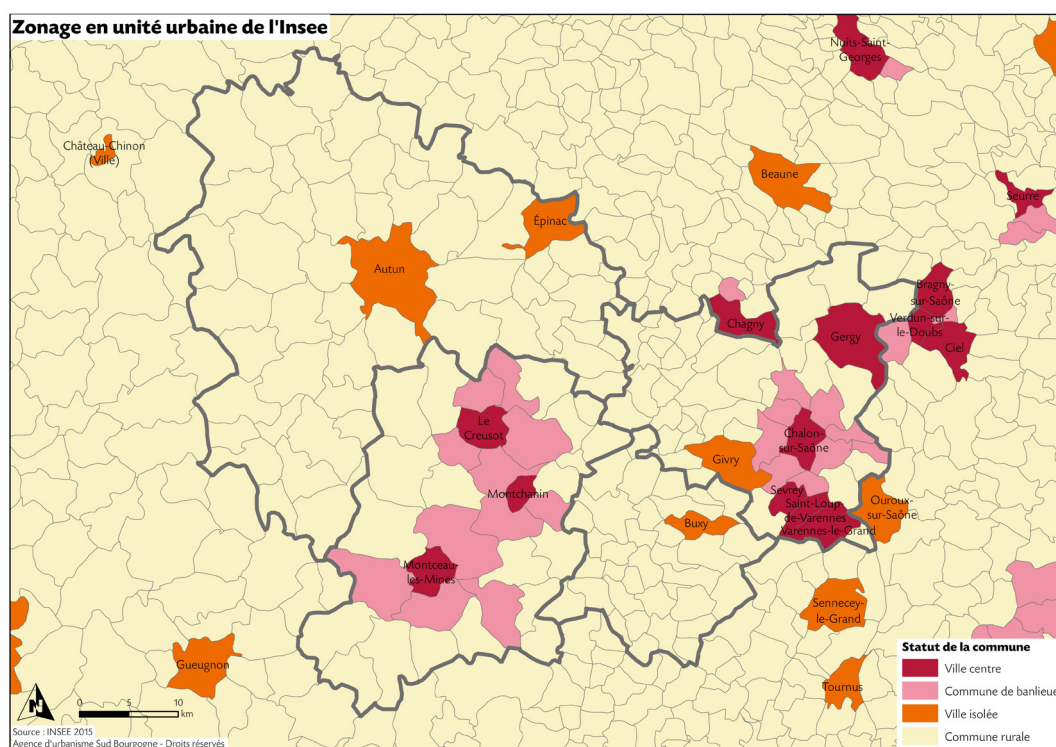 Zonage en unité urbaine de l'Insee
Nuits-Saint-
Georges
Château-Chinon
(Ville)
Beaune
Seurre
Épinac
Autun
Bragny-
sur-Saône
Chagny
Verdun-sur-
le-Doubs
Gergy
Ciel
Le
Creusot
Chalon-
sur-Saône
Givry
Montchanin
Sevrey
Saint-Loup
de-Varennes
Varennes-le-Grand
Ouroux-
sur-Saône
Buxy
Montceau-
les-Mines
Sennecey-
le-Grand
Gueugnon
Tournus
Statut de la commune
Ville centre
Commune de banlieue
Ville isolée
Commune rurale
N
0 5 10
km
Source : INSEE 2015
Agence d'urbanisme Sud Bourgogne - Droits réservés